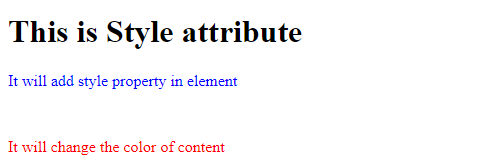 This is Style attribute
It will add style property in element
It will change the color of content